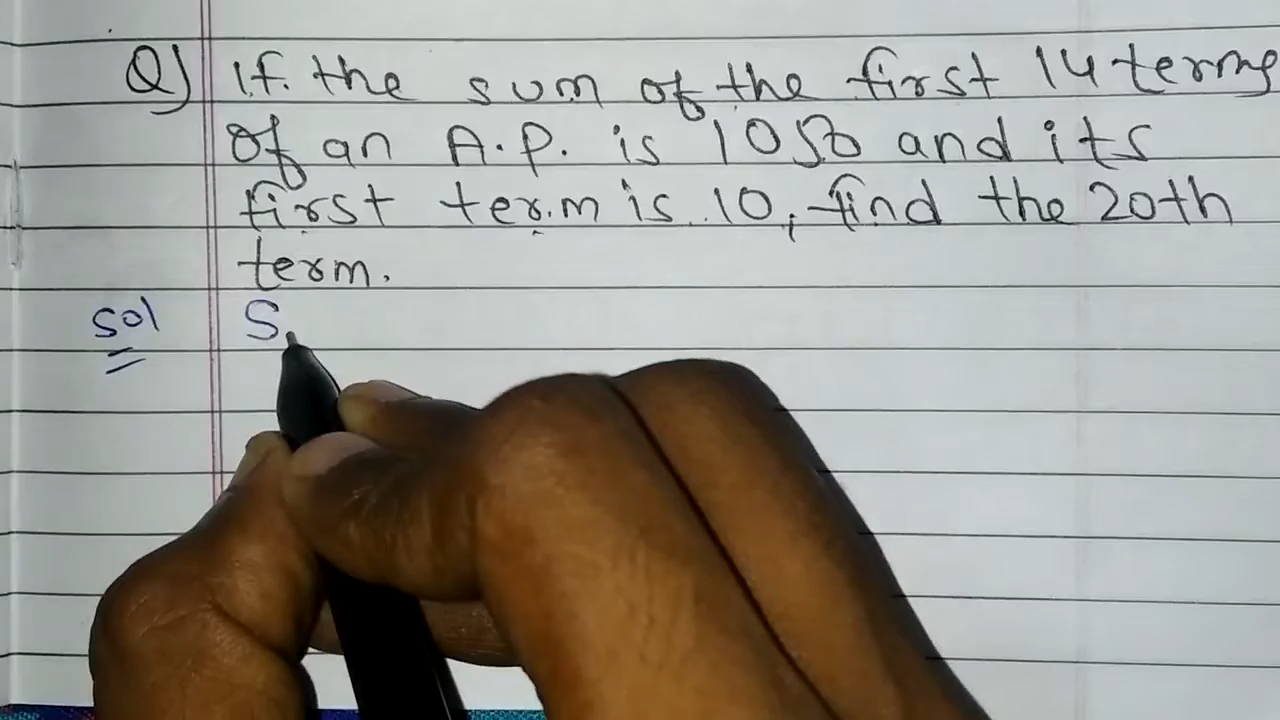 Q) If the sum of the first 14 terms
of an A.P. is 1050 and its
first term is 10, find the 20th
term.
Sol S